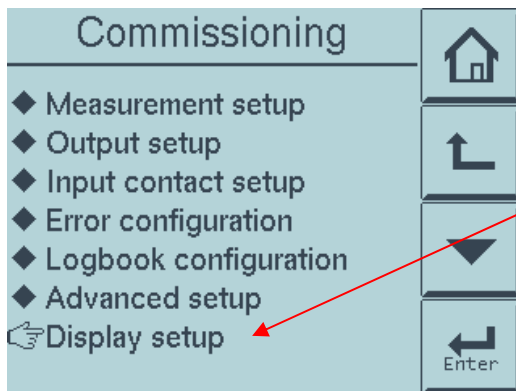 Commissioning
Measurement setup
Output setup
Input contact setup
Error configuration
Logbook configuration
Advanced setup
Display setup
Enter